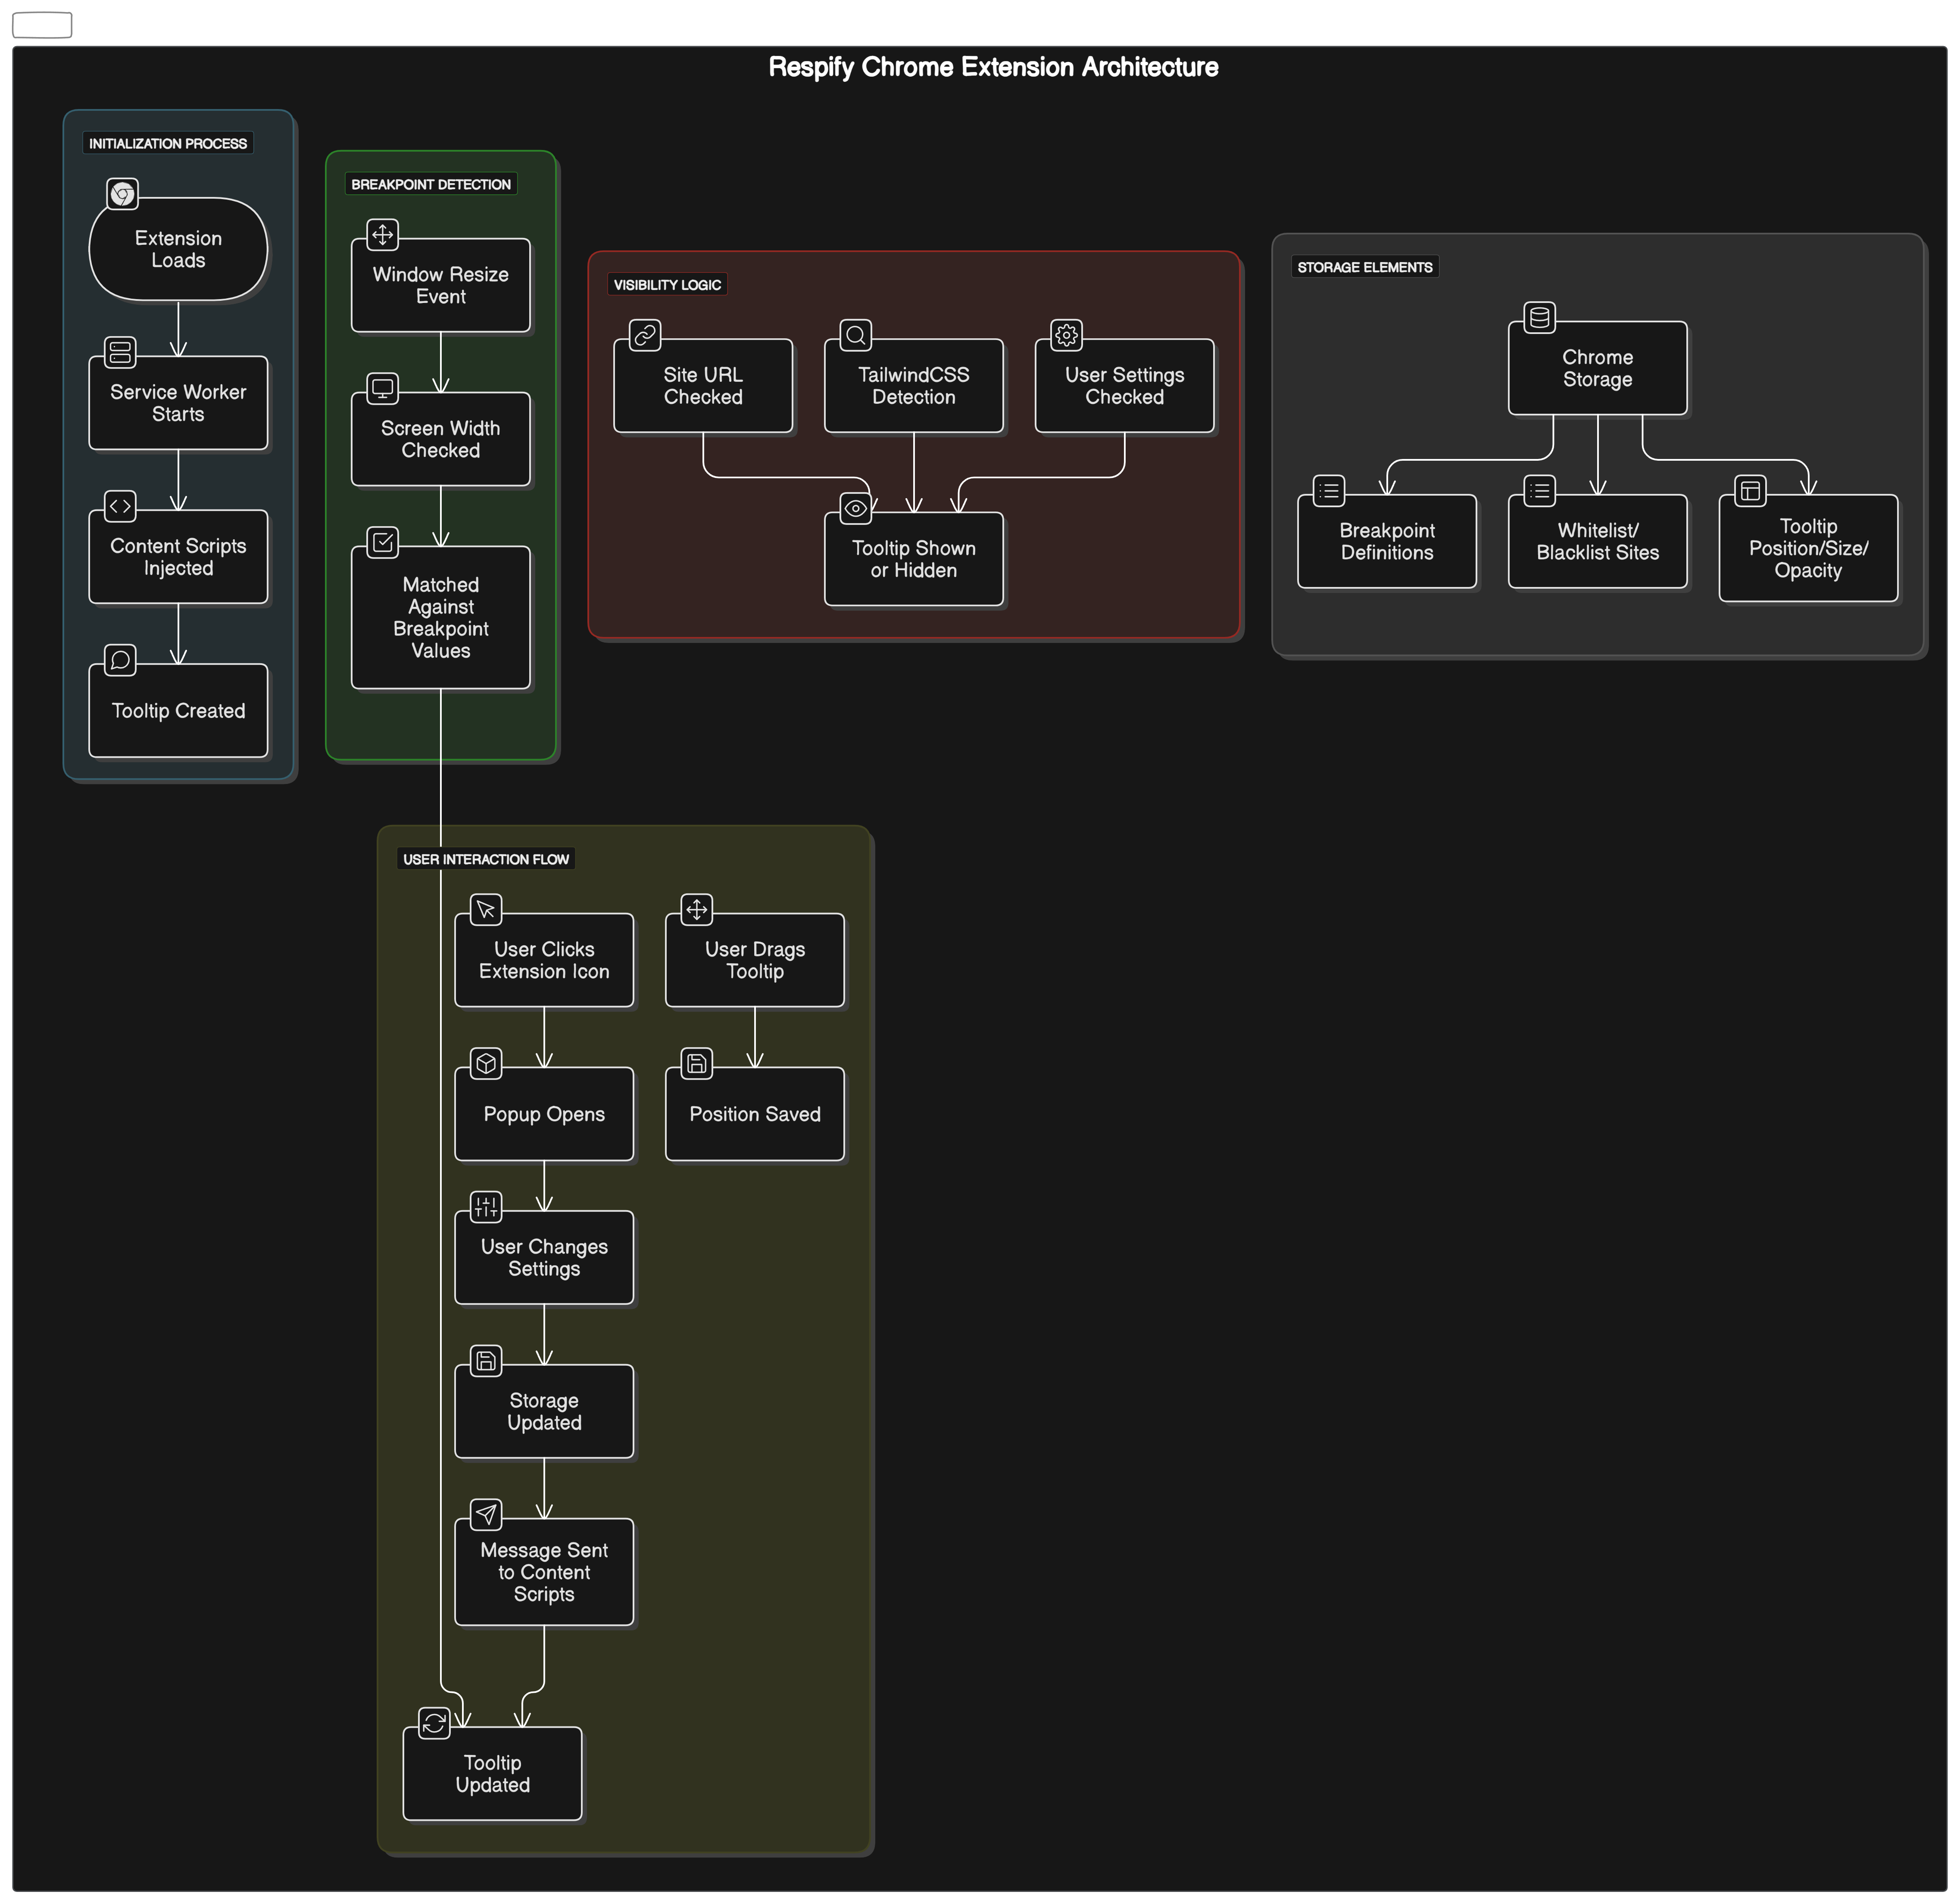 Respify Chrome Extension Architecture
INITIALIZATION PROCESS
Extension
Loads
Service Worker
Starts
Content Scripts
Injected
Tooltip Created
BREAKPOINT DETECTION
Window Resize
Event
Screen Width
Checked
Matched
Against
Breakpoint
Values
VISIBILITY LOGIC
Site URL
Checked
TailwindCSS
Detection
User Settings
Checked
Tooltip Shown
or Hidden
STORAGE ELEMENTS
Chrome
Storage
Breakpoint
Definitions
Whitelist/
Blacklist Sites
Tooltip
Position/Size/
Opacity
USER INTERACTION FLOW
User Clicks
Extension Icon
User Drags
Tooltip
Popup Opens
Position Saved
User Changes
Settings
Storage
Updated
Message Sent
to Content
Scripts
Tooltip
Updated